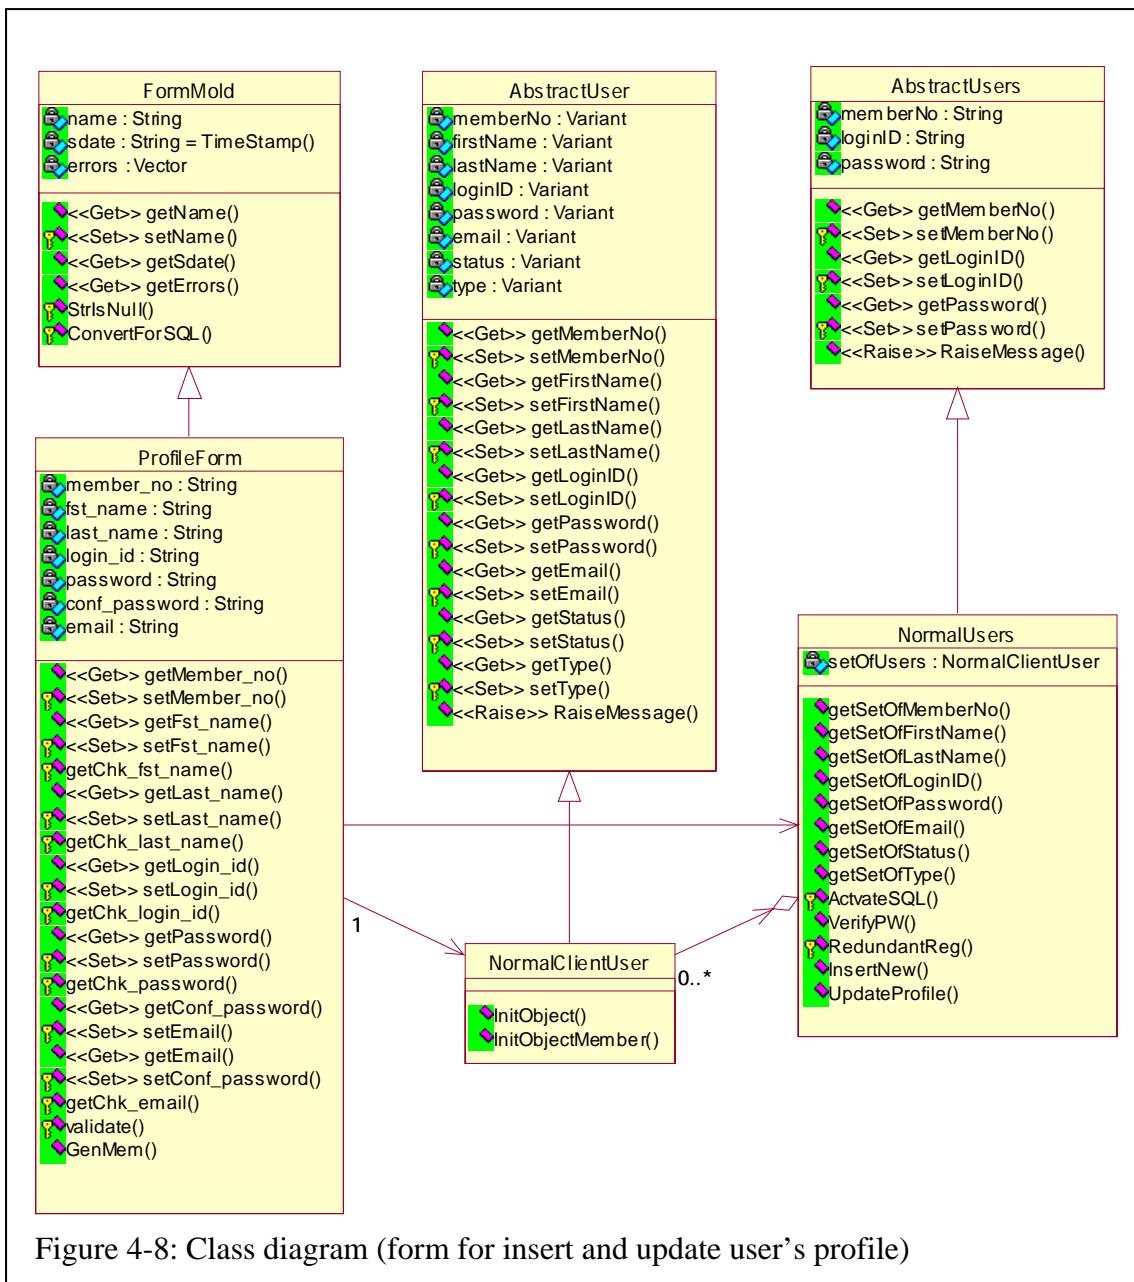 FormMold
name : String
sdate : String = TimeStamp()
errors : Vector
<<Get>> getName()
<<Set>> setName()
<<Get>> getSdate()
<<Get>> getErrors()
StrIsNull()
ConvertForSQL()
ProfileForm
member_no : String
fst_name : String
last_name : String
login_id : String
password : String
conf_password : String
email : String
<<Get>> getMember_no()
<<Set>> setMember_no()
<<Get>> getFst_name()
<<Set>> setFst_name()
getChk_fst_name()
<<Get>> getLast_name()
<<Set>> setLast_name()
getChk_last_name()
<<Get>> getLogin_id()
<<Set>> setLogin_id()
getChk_login_id()
<<Get>> getPassword()
<<Set>> setPassword()
getChk_password()
<<Get>> getConf_password()
<<Set>> setEmail()
<<Get>> getEmail()
<<Set>> setConf_password()
getChk_email()
validate()
GenMem()
AbstractUser
memberNo : Variant
firstName : Variant
lastName : Variant
loginID : Variant
password : Variant
email : Variant
status : Variant
type : Variant
<<Get>> getMemberNo()
<<Set>> setMemberNo()
<<Get>> getFirstName()
<<Set>> setFirstName()
<<Get>> getLastName()
<<Set>> setLastName()
<<Get>> getLoginID()
<<Set>> setLoginID()
<<Get>> getPassword()
<<Set>> setPassword()
<<Get>> getEmail()
<<Set>> setEmail()
<<Get>> getStatus()
<<Set>> setStatus()
<<Get>> getType()
<<Set>> setType()
<<Raise>> RaiseMessage()
1
NormalClientUser
InitObject()
InitObjectMember()
0..*
AbstractUsers
memberNo : String
loginID : String
password : String
<<Get>> getMemberNo()
<<Set>> setMemberNo()
<<Get>> getLoginID()
<<Set>> setLoginID()
<<Get>> getPassword()
<<Set>> setPassword()
<<Raise>> RaiseMessage()
NormalUsers
setOfUsers : NormalClientUser
getSetOfMemberNo()
getSetOfFirstName()
getSetOfLastName()
getSetOfLoginID()
getSetOfPassword()
getSetOfEmail()
getSetOfStatus()
getSetOfType()
ActvateSQL()
VerifyPW()
RedundantReg()
InsertNew()
UpdateProfile()
Figure 4-8: Class diagram (form for insert and update user's profile)